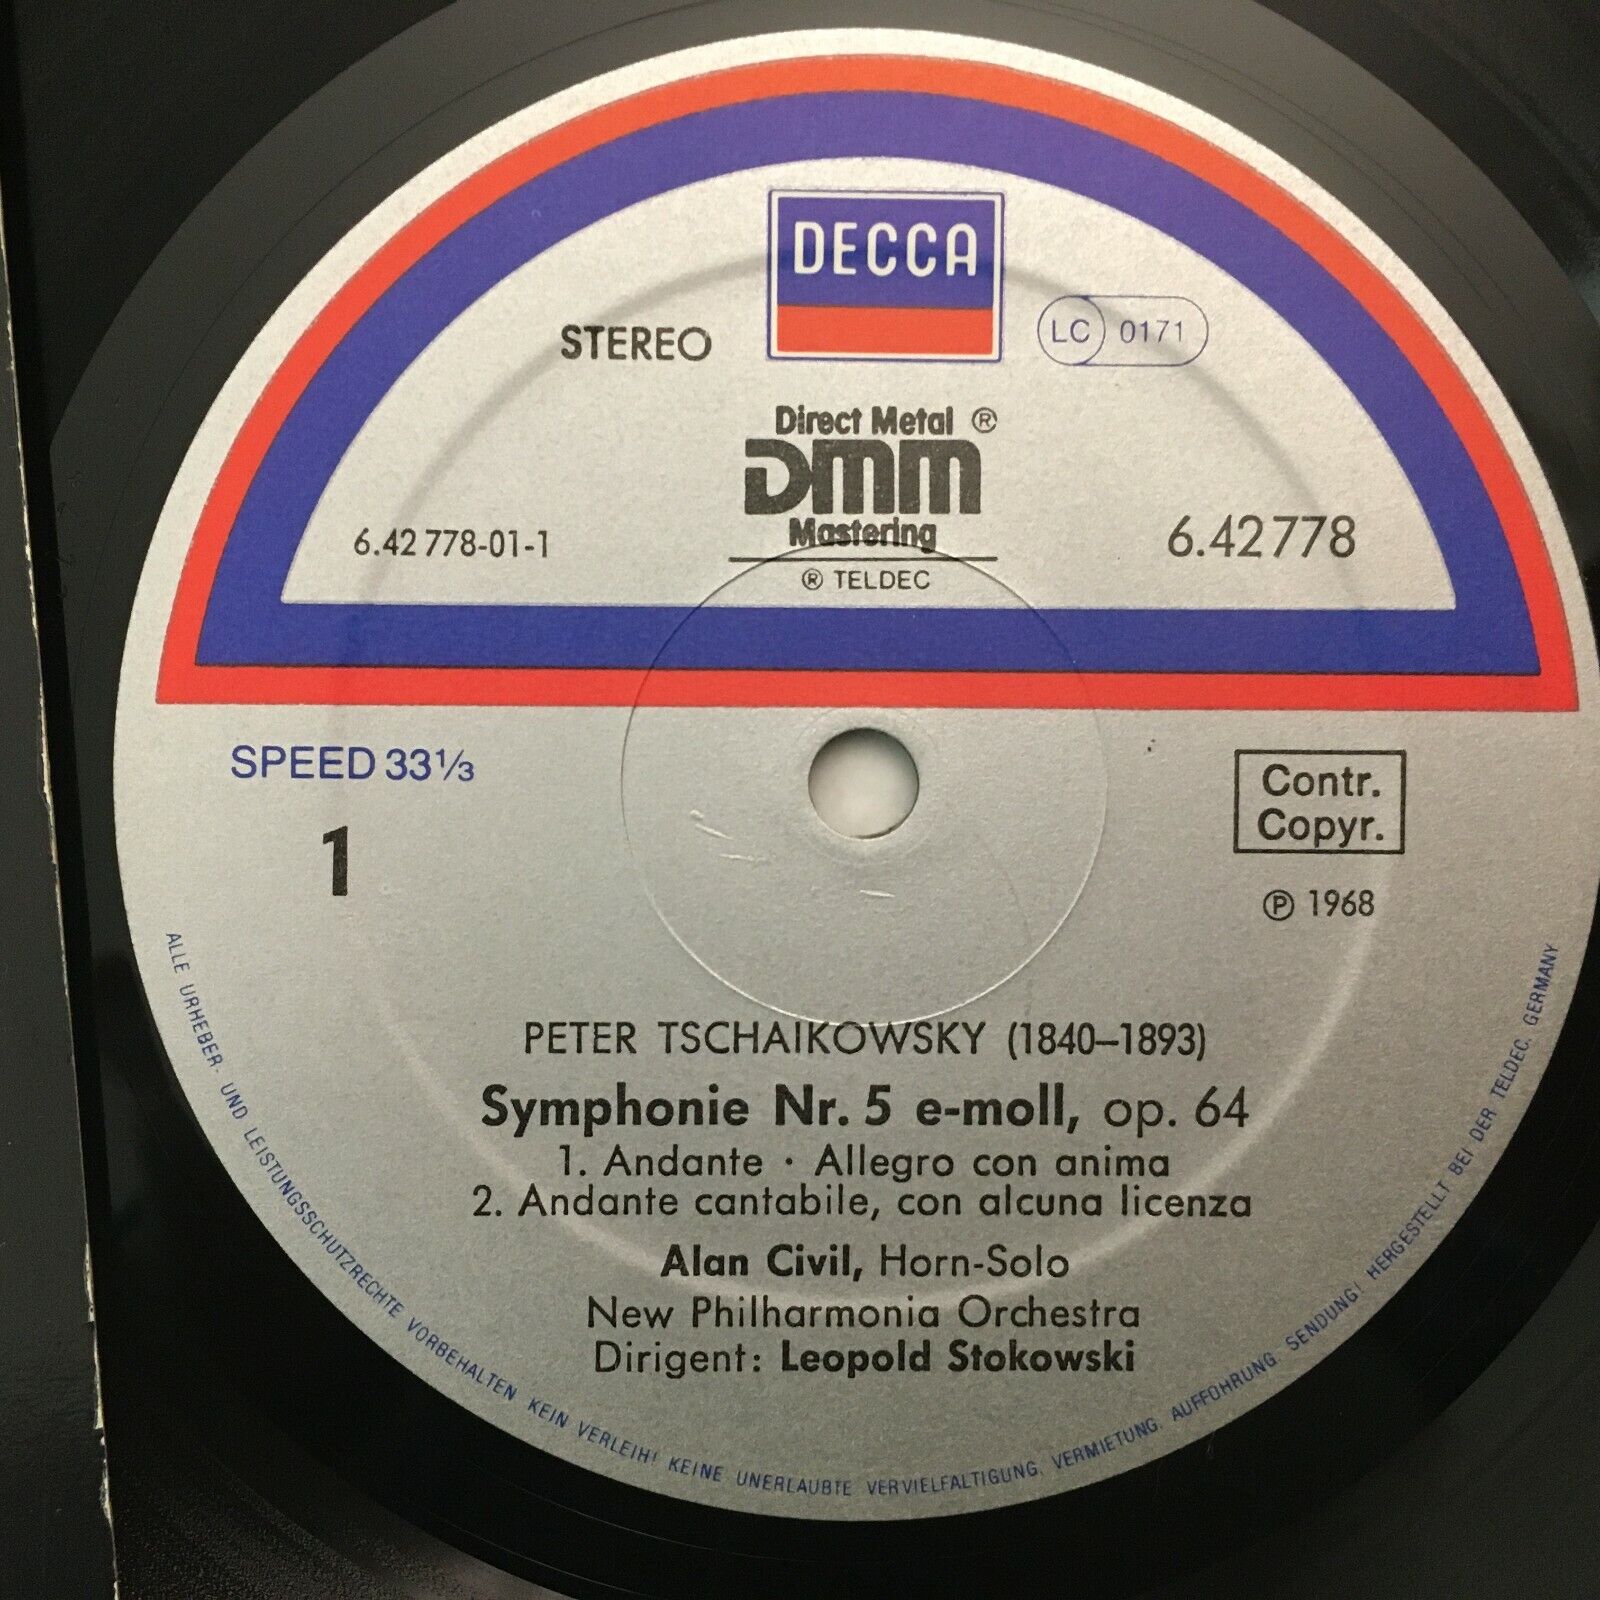 DECCA
STEREO
LC 0171
Direct Metal ®
DMM
Mastering
® TELDEC
6.42 778-01-1
6.42778
SPEED 33⅓
1
Contr.
Copyr.
℗ 1968
PETER TSCHAIKOWSKY (1840–1893)
Symphonie Nr. 5 e-moll, op. 64
1. Andante · Allegro con anima
2. Andante cantabile, con alcuna licenza
Alan Civil, Horn-Solo
New Philharmonia Orchestra
Dirigent: Leopold Stokowski
ALLE URHEBER- UND LEISTUNGSSCHUTZRECHTE VORBEHALTEN KEIN VERLEIH! KEINE UNERLAUBTE VERVIELFÄLTIGUNG, VERMIETUNG, AUFFÜHRUNG, SENDUNG! HERGESTELLT BEI DER TELDEC, GERMANY